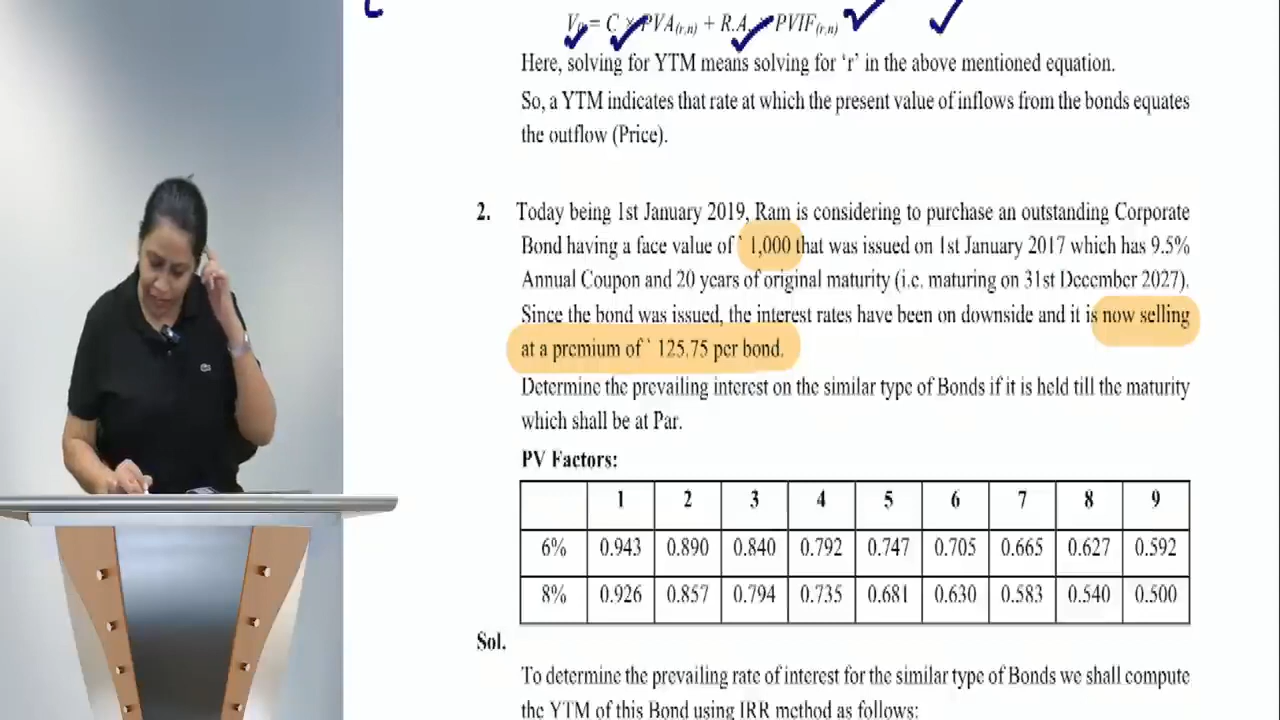 V₀ = C × PVA(r,n) + R.A. × PVIF(r,n)
Here, solving for YTM means solving for ‘r’ in the above mentioned equation.
So, a YTM indicates that rate at which the present value of inflows from the bonds equates
the outflow (Price).
2. Today being 1st January 2019, Ram is considering to purchase an outstanding Corporate
Bond having a face value of ` 1,000 that was issued on 1st January 2017 which has 9.5%
Annual Coupon and 20 years of original maturity (i.e. maturing on 31st December 2027).
Since the bond was issued, the interest rates have been on downside and it is now selling
at a premium of ` 125.75 per bond.
Determine the prevailing interest on the similar type of Bonds if it is held till the maturity
which shall be at Par.
PV Factors:
1 2 3 4 5 6 7 8 9
6% 0.943 0.890 0.840 0.792 0.747 0.705 0.665 0.627 0.592
8% 0.926 0.857 0.794 0.735 0.681 0.630 0.583 0.540 0.500
Sol.
To determine the prevailing rate of interest for the similar type of Bonds we shall compute
the YTM of this Bond using IRR method as follows: